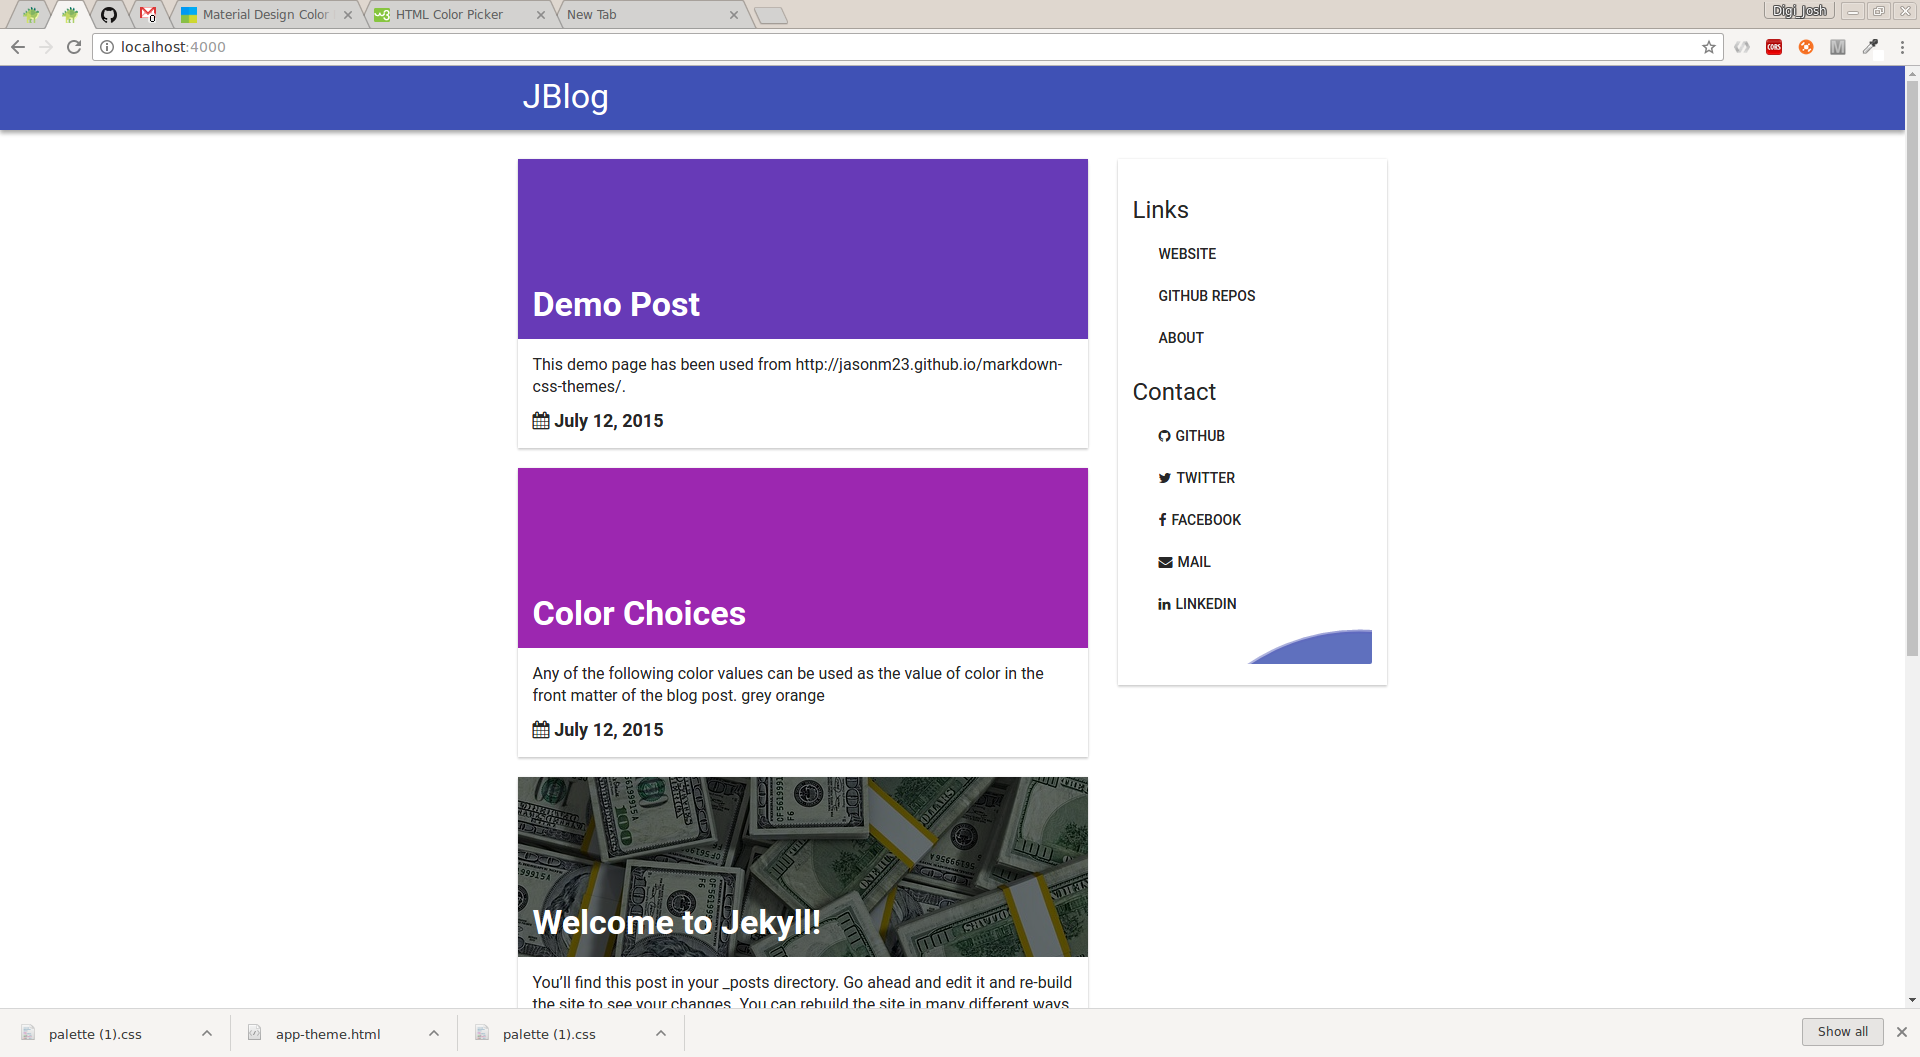 Material Design Color
HTML Color Picker
New Tab
Digi_Josh
localhost:4000
JBlog
Demo Post
This demo page has been used from http://jasonm23.github.io/markdown-
css-themes/.
July 12, 2015
Color Choices
Any of the following color values can be used as the value of color in the
front matter of the blog post. grey orange
July 12, 2015
Welcome to Jekyll!
You’ll find this post in your _posts directory. Go ahead and edit it and re-build
the site to see your changes. You can rebuild the site in many different ways
Links
WEBSITE
GITHUB REPOS
ABOUT
Contact
GITHUB
TWITTER
FACEBOOK
MAIL
LINKEDIN
palette (1).css
app-theme.html
palette (1).css
Show all